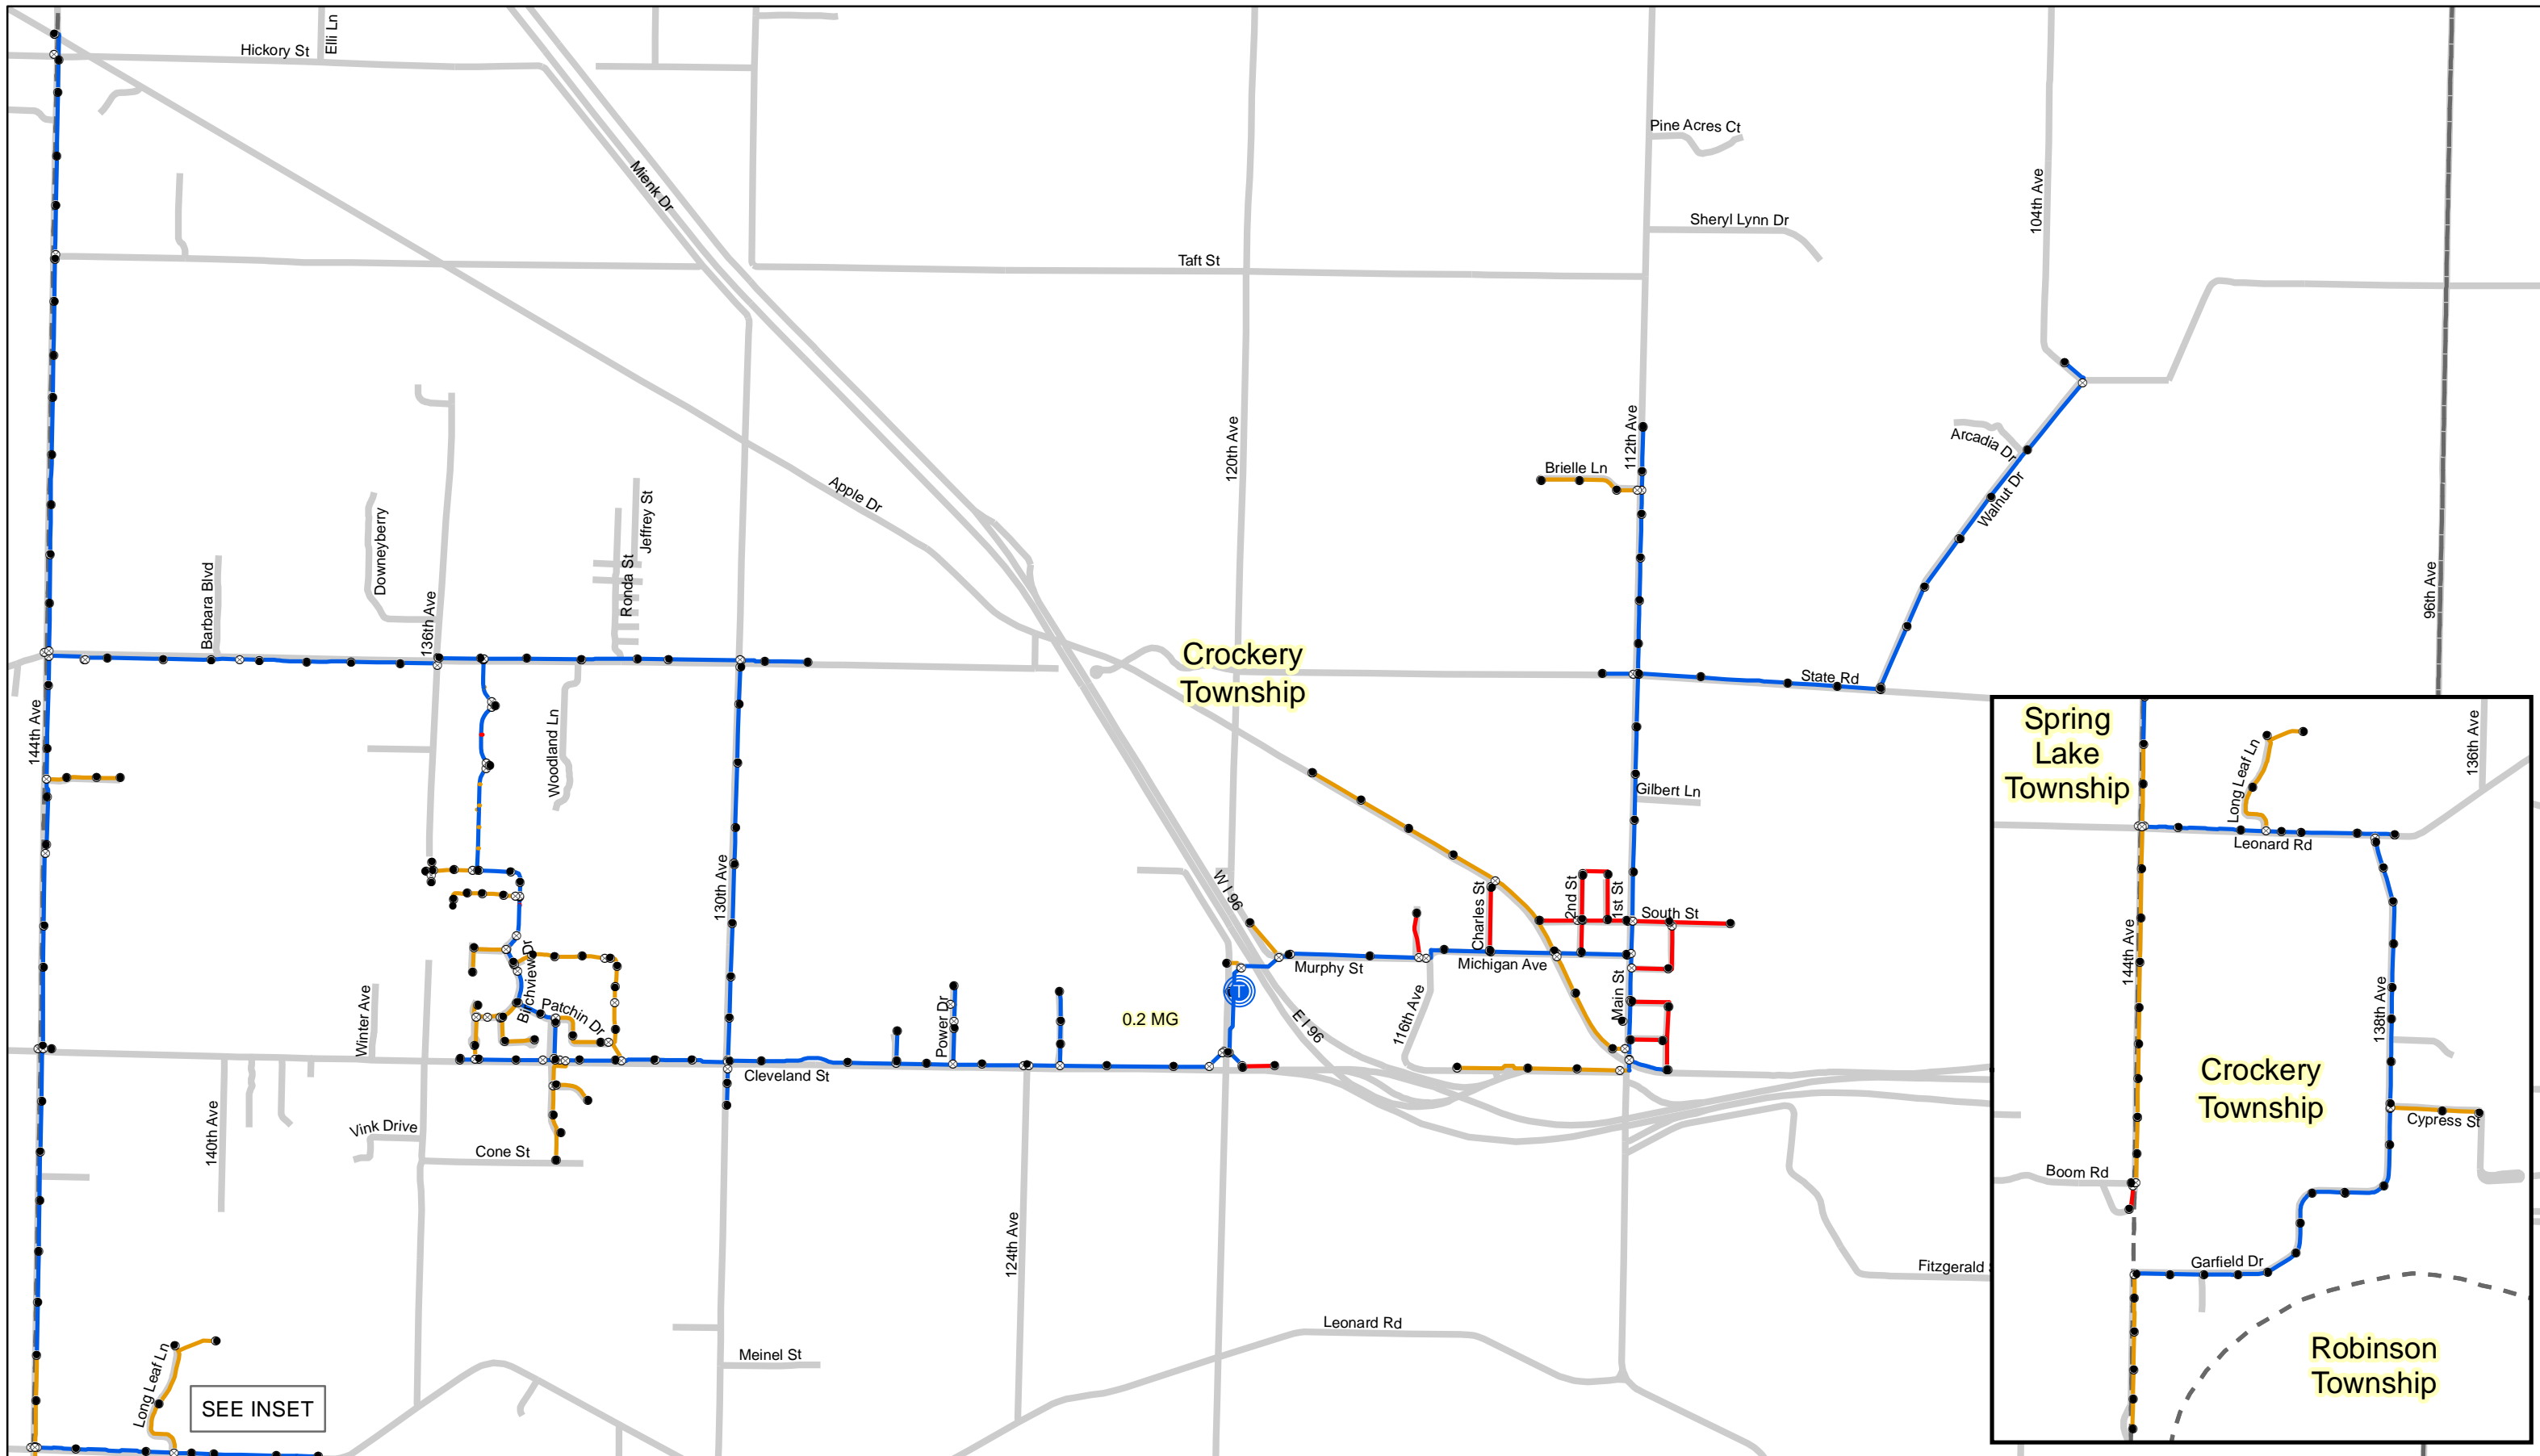 Elli Ln
Hickory St
Pine Acres Ct
Mienk Dr
104th Ave
Sheryl Lynn Dr
Taft St
120th Ave
112th Ave
Arcadia Dr
Brielle Ln
Walnut Dr
Apple Dr
Jeffrey St
Downeyberry
Barbara Blvd
Ronda St
136th Ave
96th Ave
Crockery
Township
State Rd
144th Ave
Woodland Ln
Gilbert Ln
130th Ave
W I 96
Charles St
2nd St
1st St
South St
Murphy St
Michigan Ave
Main St
Birchview Dr
Patchin Dr
Winter Ave
Power Dr
0.2 MG
T
E I 96
116th Ave
Cleveland St
140th Ave
Vink Drive
Cone St
124th Ave
Fitzgerald
Leonard Rd
Meinel St
Long Leaf Ln
SEE INSET
Spring
Lake
Township
Long Leaf Ln
136th Ave
Leonard Rd
144th Ave
138th Ave
Crockery
Township
Cypress St
Boom Rd
Garfield Dr
Robinson
Township